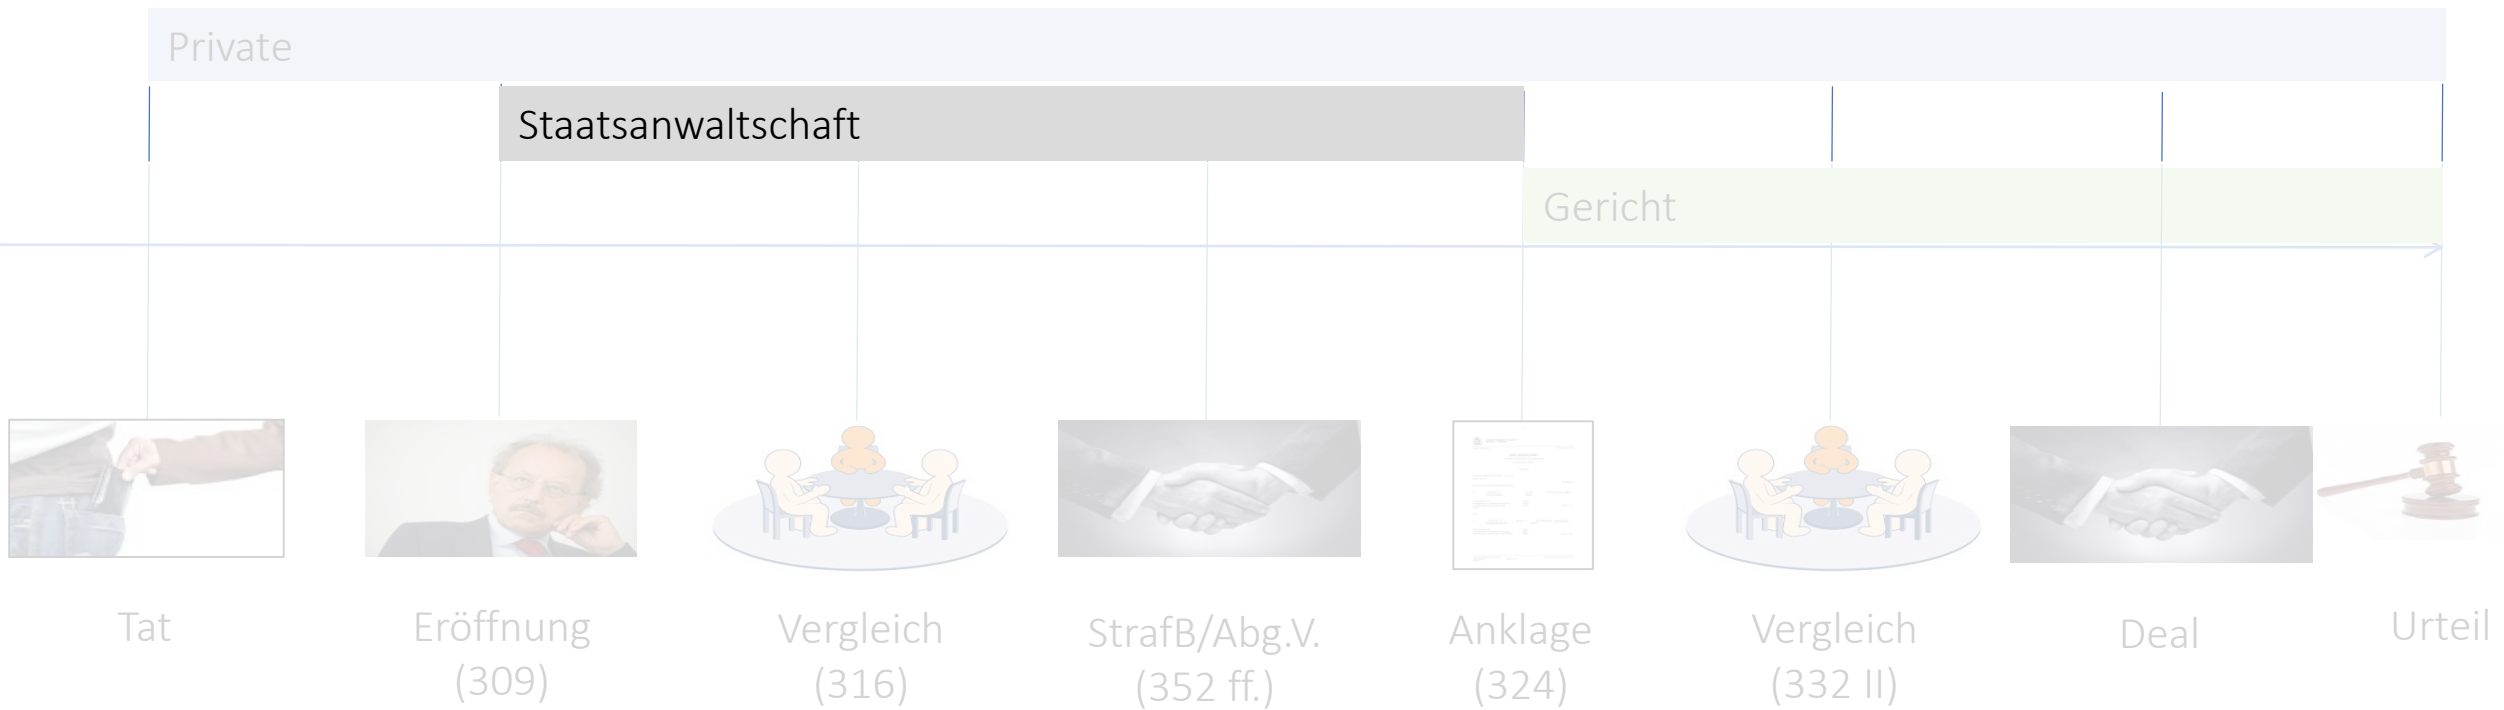 Private
Staatsanwaltschaft
Gericht
Tat
Eröffnung
(309)
Vergleich
(316)
StrafB/Abg.V.
(352 ff.)
Anklage
(324)
Vergleich
(332 II)
Deal
Urteil